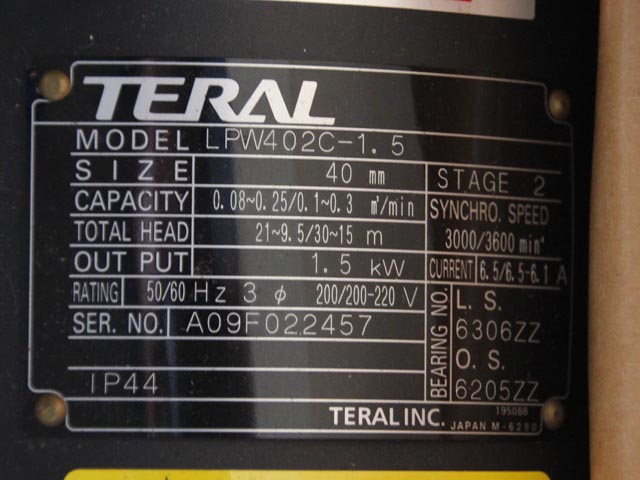 TERAL
MODEL LPW402C-1.5
SIZE 40 mm STAGE 2
CAPACITY 0.08~0.25/0.1~0.3 m³/min SYNCHRO. SPEED
TOTAL HEAD 21~9.5/30~15 m 3000/3600 min⁻¹
OUT PUT 1.5 kW CURRENT 6.5/6.5-6.1 A
RATING 50/60 Hz 3 φ 200/200-220 V
SER. NO. A09F022457
BEARING NO.
L.S.
6306ZZ
O.S.
6205ZZ
IP44
TERAL INC. 195086
JAPAN M-6290